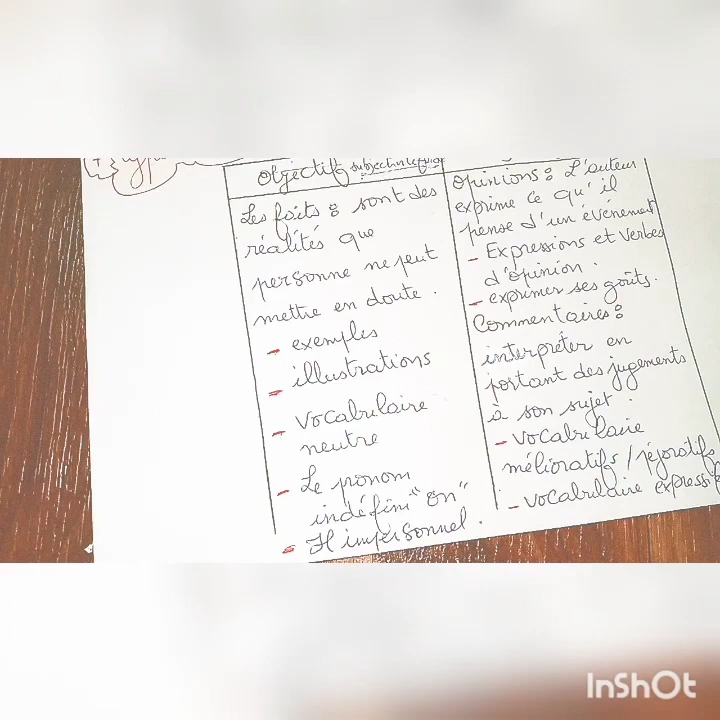 Objectif
Les faits : sont des
réalités que
personne ne peut
mettre en doute.
- exemples
- illustrations
- vocabulaire
neutre
- Le pronom
indéfini "on"
- Il impersonnel.
opinions : L'auteur
exprime ce qu'il
pense d'un événement
- Expressions et verbes
d'opinion.
- exprimer ses goûts.
Commentaires :
interpréter en
portant des jugements
à son sujet.
- vocabulaire
mélioratifs / péjoratifs
- vocabulaire expressif
InShOt